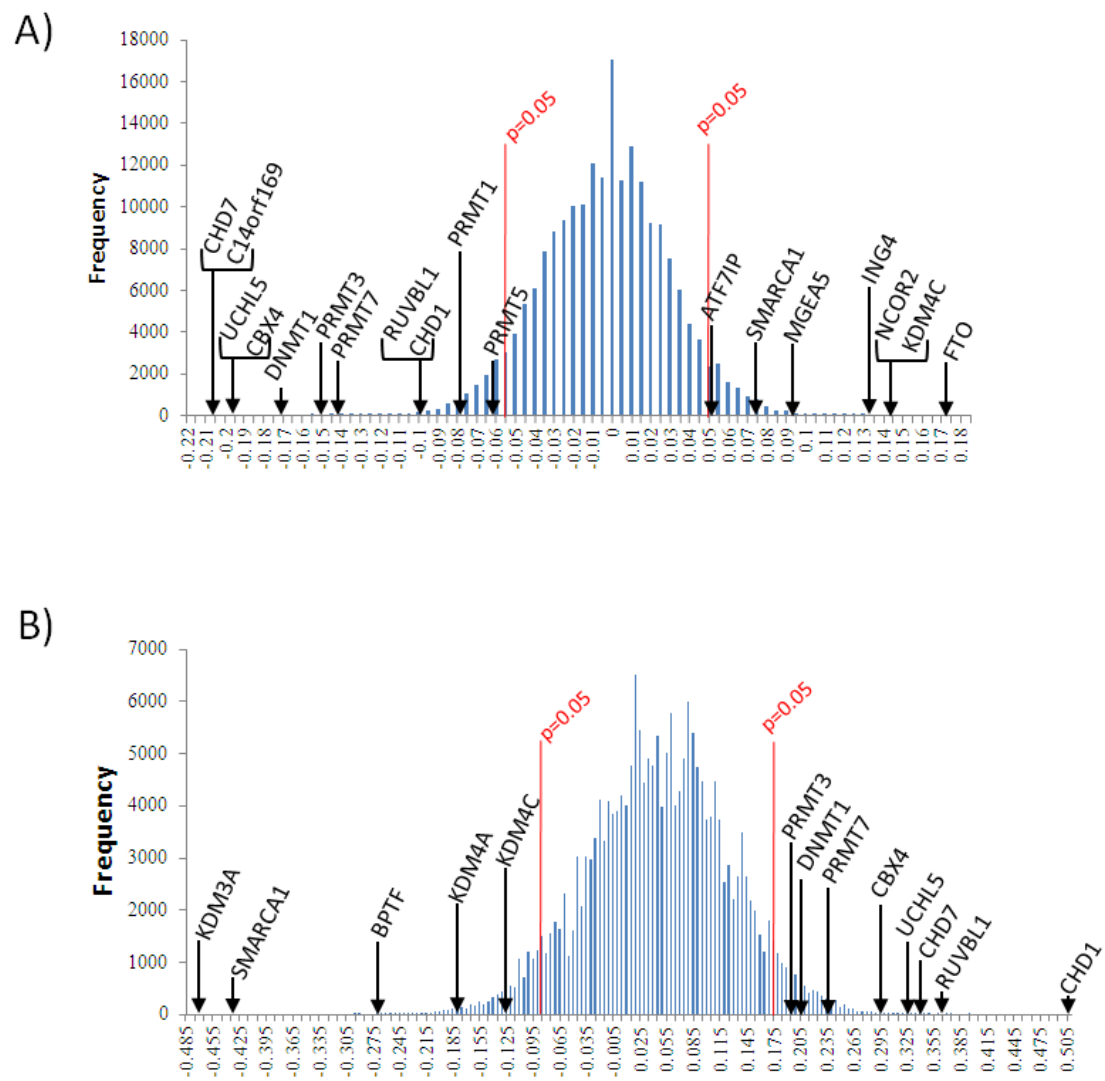 A)
Frequency
18000
16000
14000
12000
10000
8000
6000
4000
2000
0
CHD7
C14orf169
UCHL5
CBX4
DNMT1
PRMT3
PRMT7
RUVBL1
CHD1
PRMT1
PRMT5
p=0.05
p=0.05
ATF7IP
SMARCA1
MGEA5
ING4
NCOR2
KDM4C
FTO
-0.22 -0.21 -0.2 -0.19 -0.18 -0.17 -0.16 -0.15 -0.14 -0.13 -0.12 -0.11 -0.1 -0.09 -0.08 -0.07 -0.06 -0.05 -0.04 -0.03 -0.02 -0.01 0 0.01 0.02 0.03 0.04 0.05 0.06 0.07 0.08 0.09 0.1 0.11 0.12 0.13 0.14 0.15 0.16 0.17 0.18
B)
Frequency
7000
6000
5000
4000
3000
2000
1000
0
KDM3A
SMARCA1
BPTF
KDM4A
KDM4C
p=0.05
p=0.05
PRMT3
DNMT1
PRMT7
CBX4
UCHL5
CHD7
RUVBL1
CHD1
-0.485 -0.455 -0.425 -0.395 -0.365 -0.335 -0.305 -0.275 -0.245 -0.215 -0.185 -0.155 -0.125 -0.095 -0.065 -0.035 -0.005 0.025 0.055 0.085 0.115 0.145 0.175 0.205 0.235 0.265 0.295 0.325 0.355 0.385 0.415 0.445 0.475 0.505